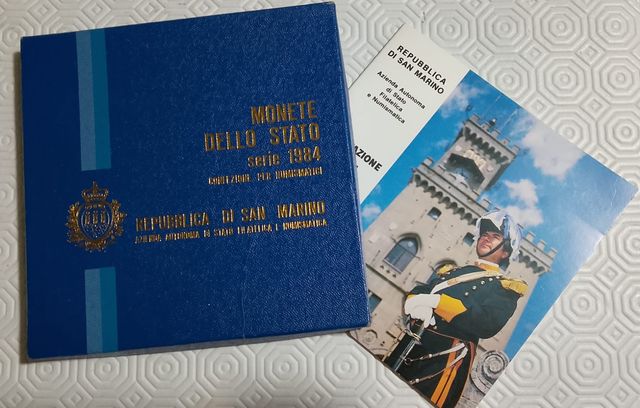 MONETE
DELLO STATO
serie 1984
CONFEZIONE PER NUMISMATICI
REPUBBLICA DI SAN MARINO
AZIENDA AUTONOMA DI STATO FILATELICA E NUMISMATICA
REPUBBLICA
DI SAN MARINO
Azienda Autonoma
di Stato
Filatelica
e Numismatica
AZIONE